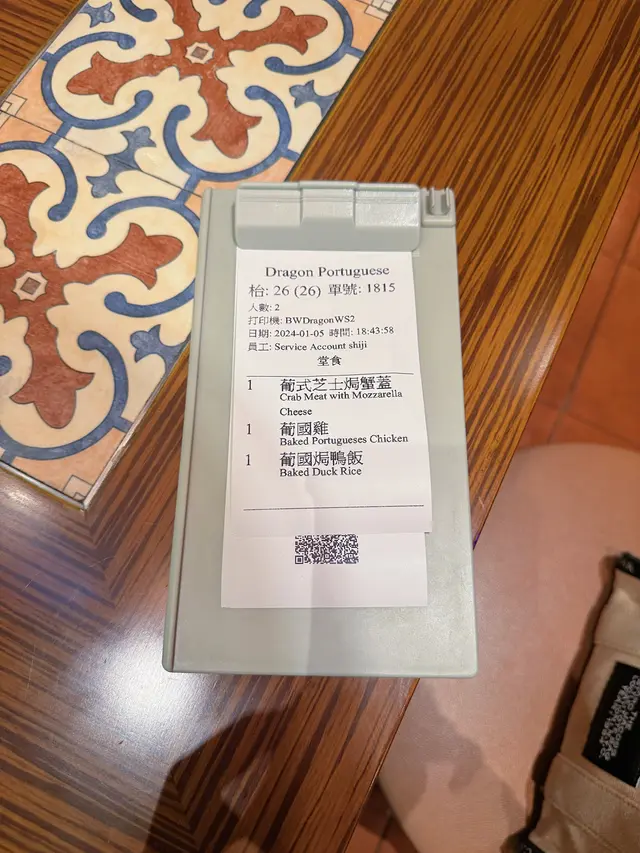 Dragon Portuguese
枱: 26 (26) 單號: 1815
人數: 2
打印機: BWDragonWS2
日期: 2024-01-05 時間: 18:43:58
員工: Service Account shiji
堂食
1 葡式芝士焗蟹蓋
Crab Meat with Mozzarella
Cheese
1 葡國雞
Baked Portugueses Chicken
1 葡國焗鴨飯
Baked Duck Rice